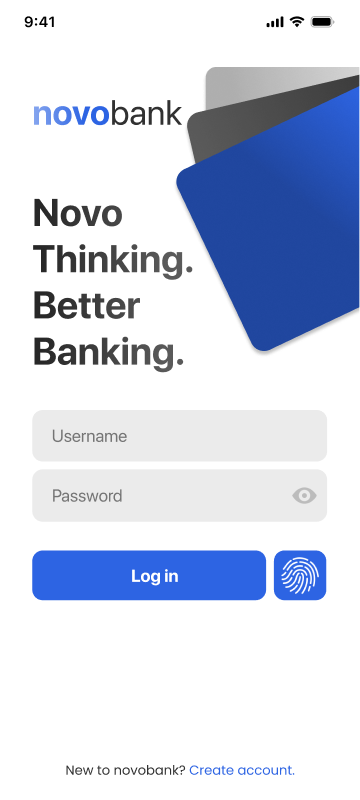 9:41
novobank
Novo
Thinking.
Better
Banking.
Username
Password
Log in
New to novobank? Create account.